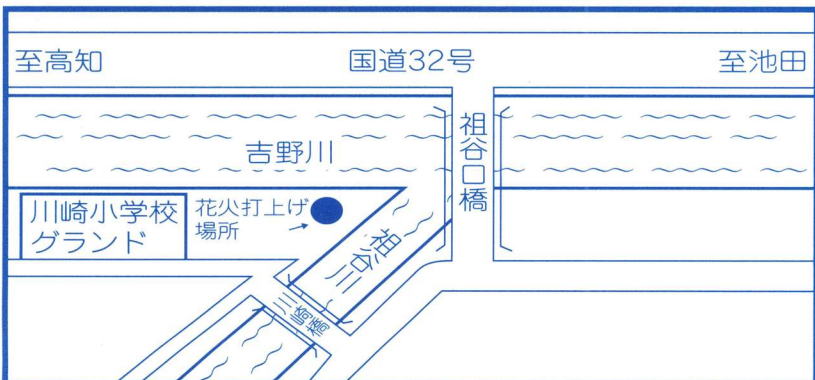 至高知
国道32号
至池田
吉野川
祖谷口橋
川崎小学校
グランド
花火打上げ
場所
祖谷川
川崎橋